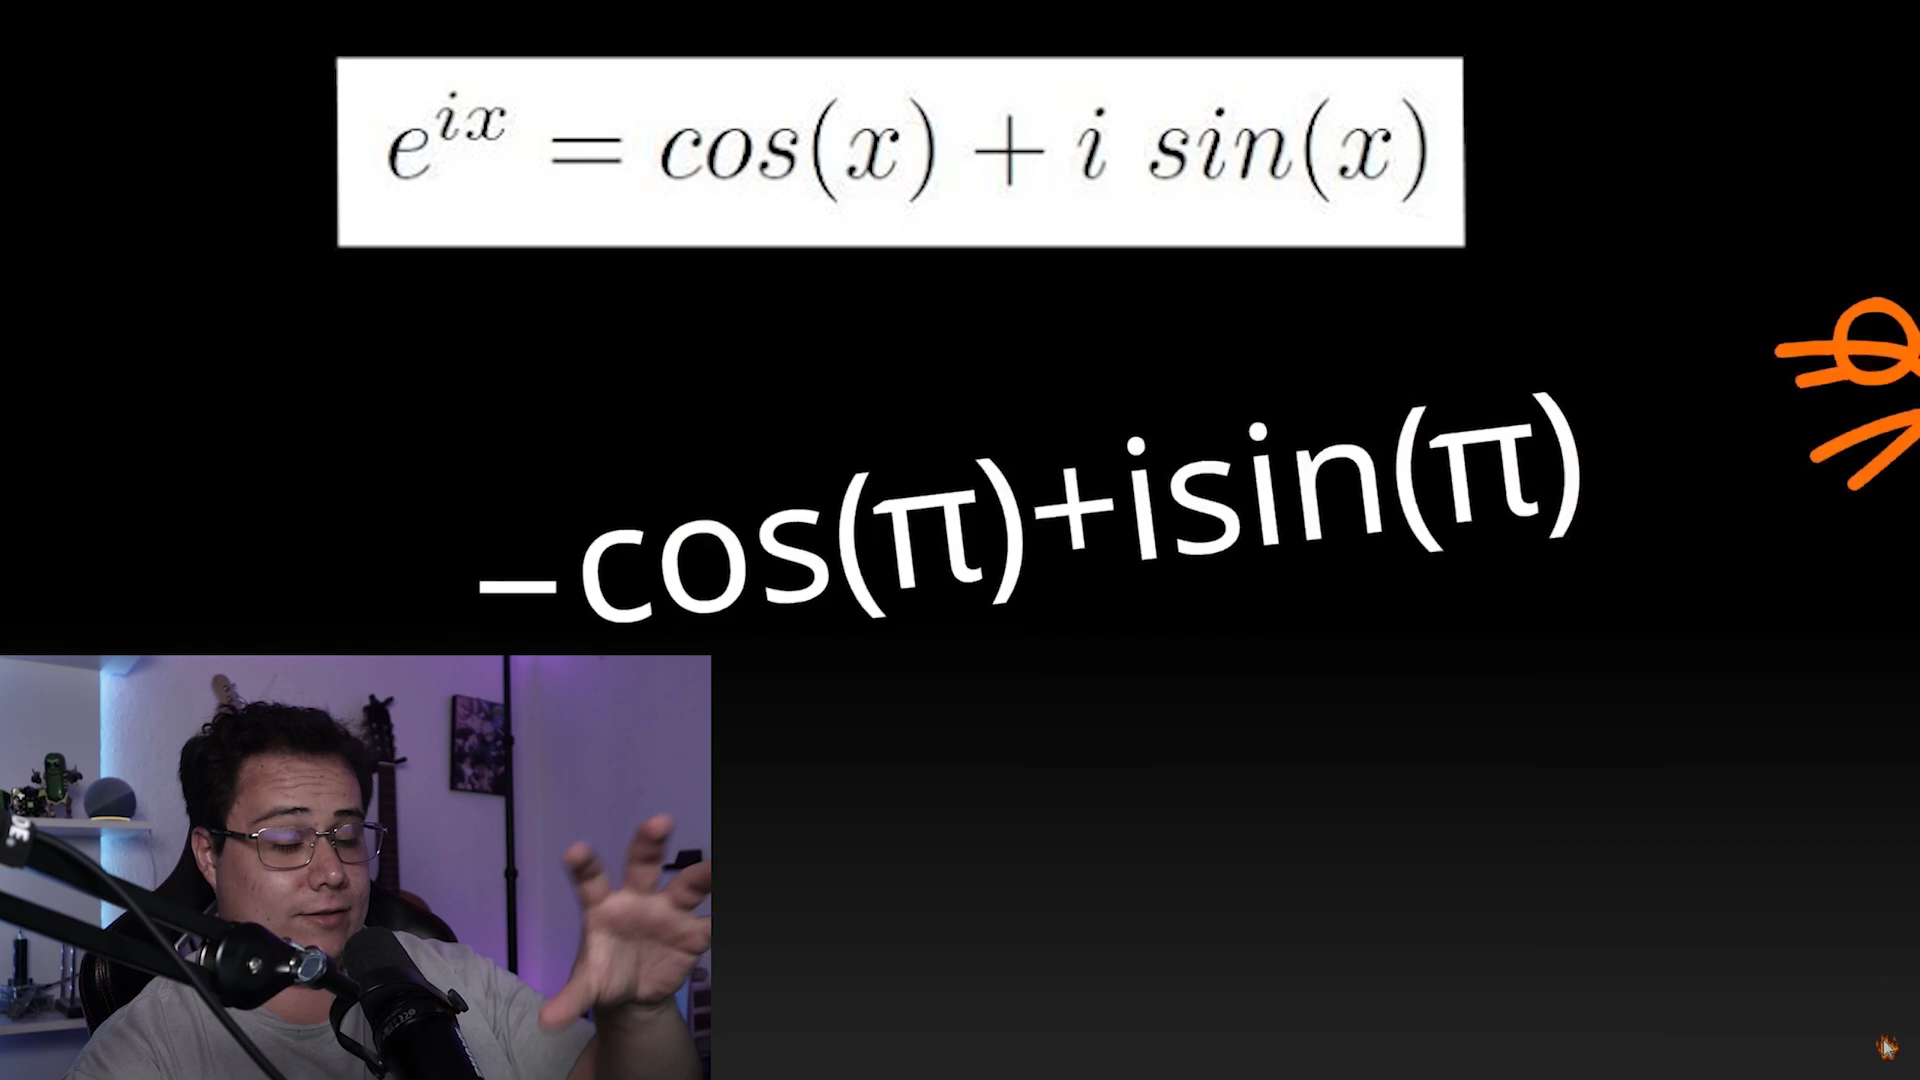 e^{ix} = cos(x) + i sin(x)
–cos(π)+isin(π)